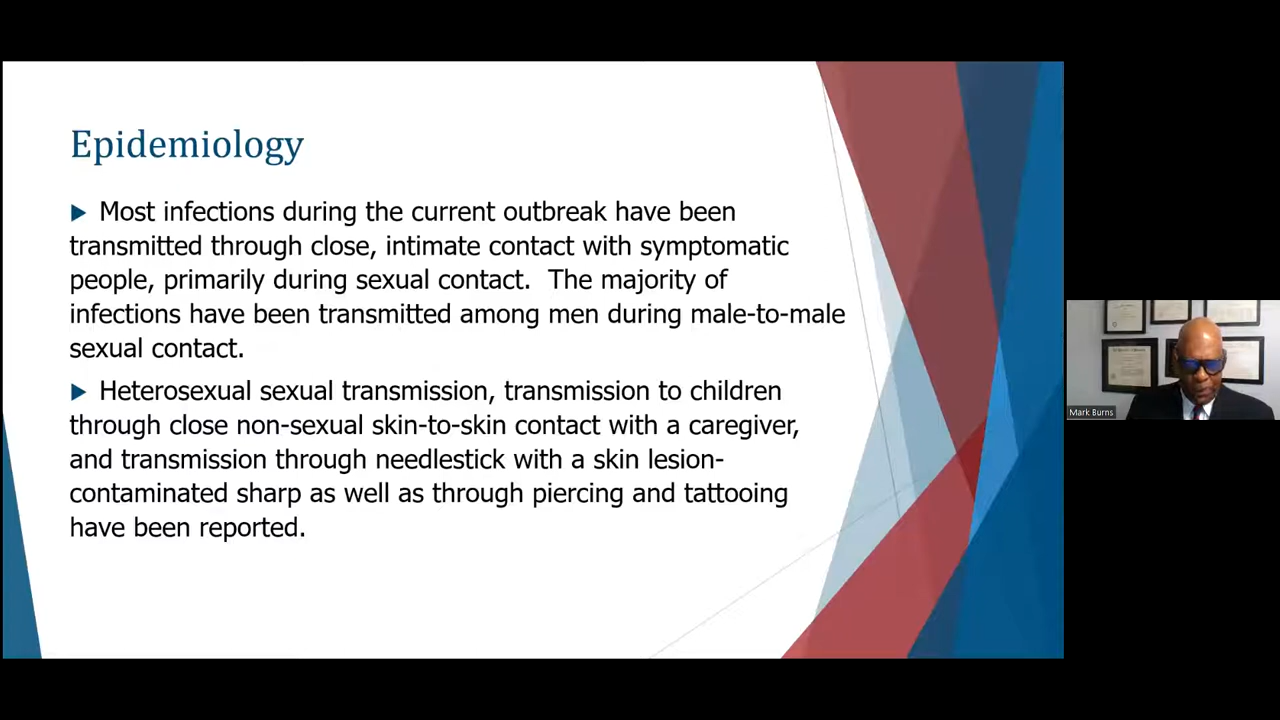 Epidemiology
Most infections during the current outbreak have been
transmitted through close, intimate contact with symptomatic
people, primarily during sexual contact.  The majority of
infections have been transmitted among men during male-to-male
sexual contact.
Heterosexual sexual transmission, transmission to children
through close non-sexual skin-to-skin contact with a caregiver,
and transmission through needlestick with a skin lesion-
contaminated sharp as well as through piercing and tattooing
have been reported.
Mark Burns